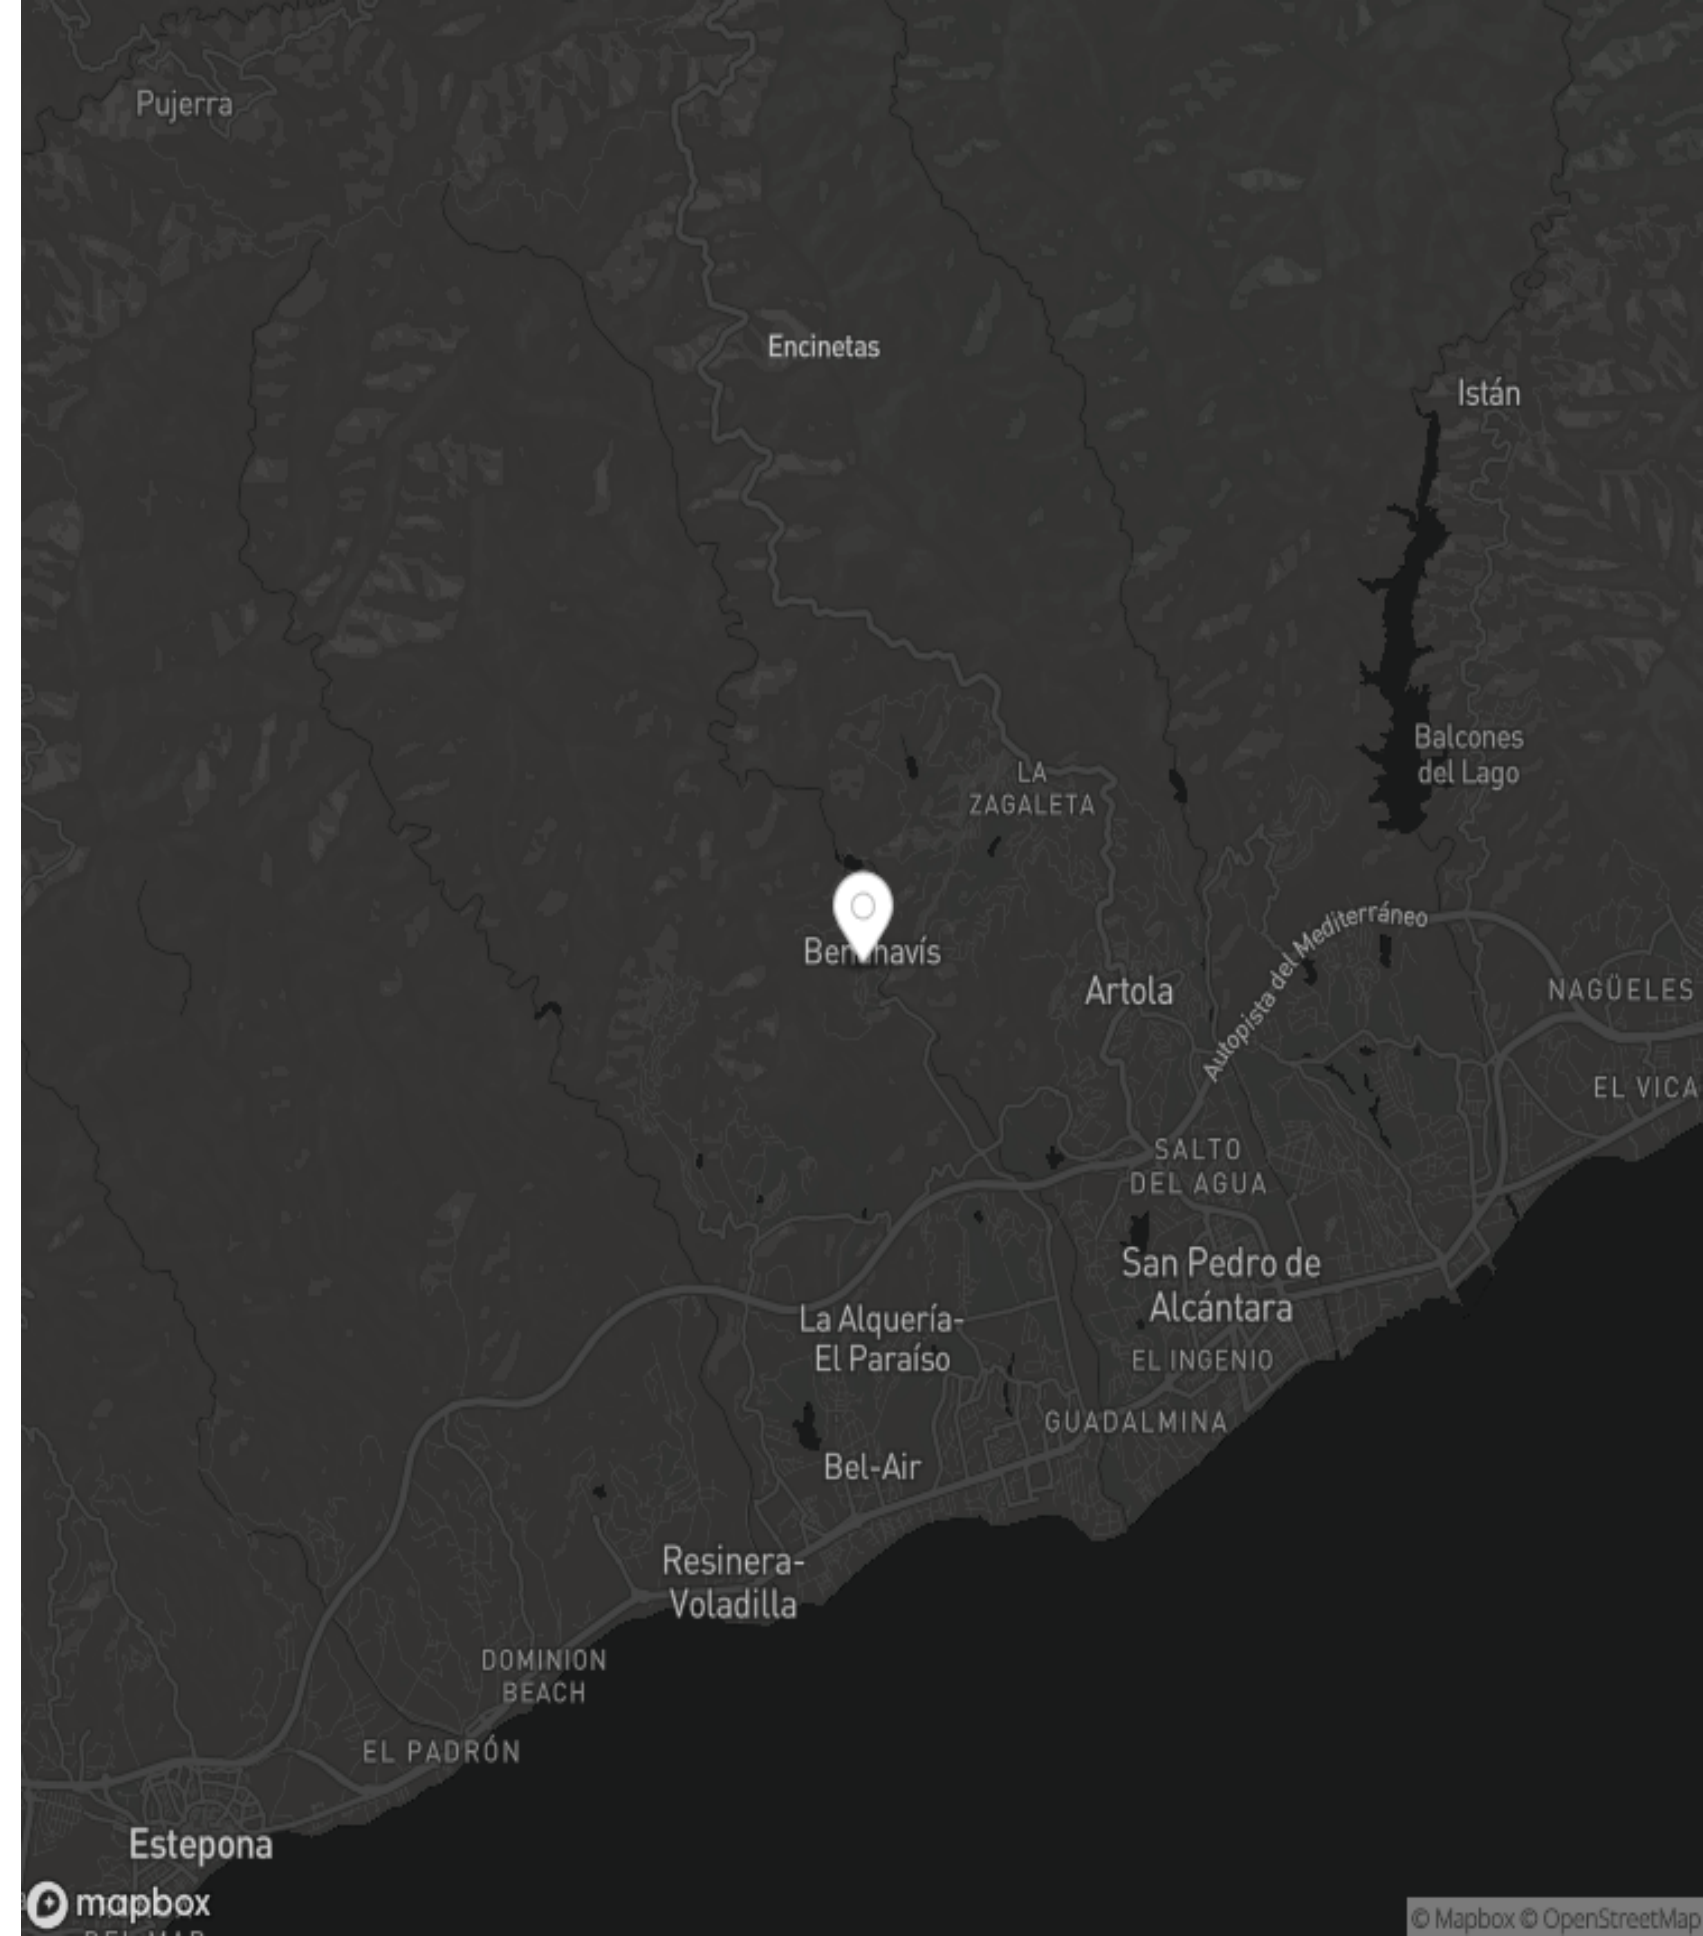 Pujerra
Encinetas
Istán
Balcones
del Lago
LA
ZAGALETA
Autopista del Mediterráneo
Artola
NAGÜELES
EL VICA
SALTO
DEL AGUA
San Pedro de
Alcántara
La Alquería-
El Paraíso
EL INGENIO
GUADALMINA
Bel-Air
Resinera-
Voladilla
DOMINION
BEACH
EL PADRÓN
Estepona
mapbox
© Mapbox © OpenStreetMap